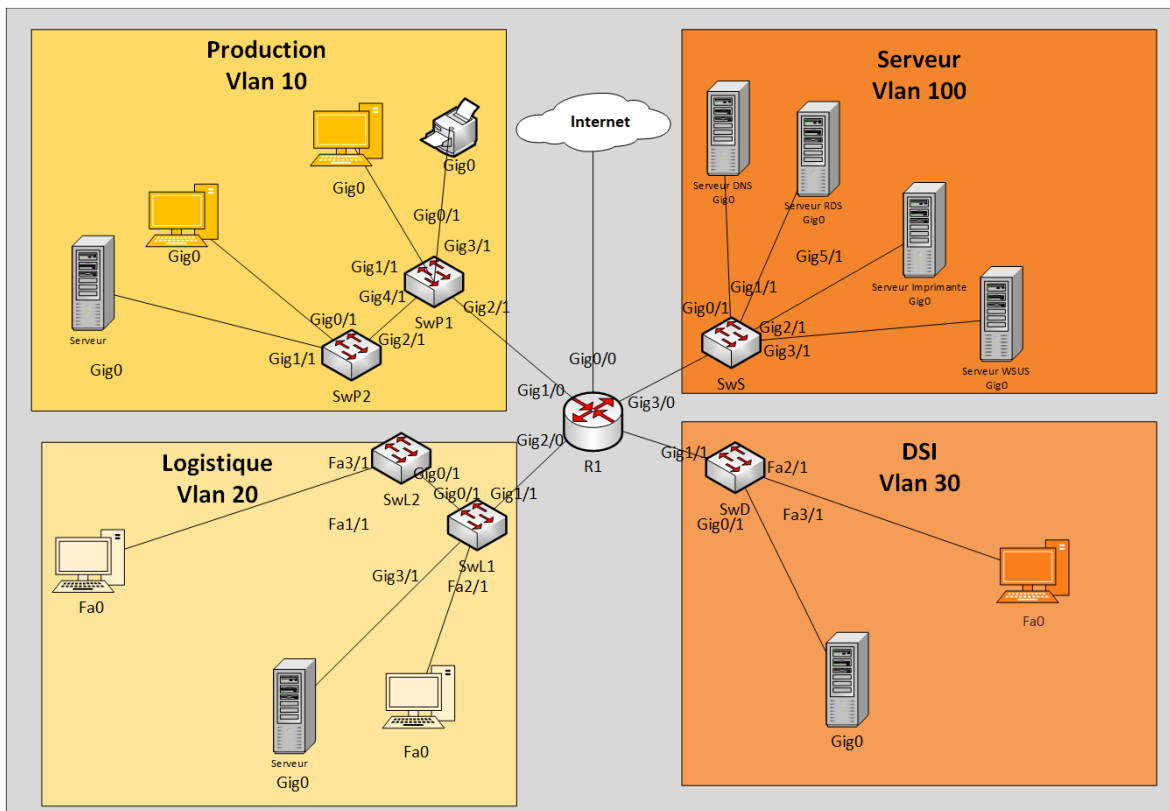 Production
Vlan 10
Gig0
Gig0
Gig0/1
Gig3/1
Gig0
Gig1/1
Gig4/1
SwP1
Gig2/1
Serveur
Gig0
Gig0/1
Gig1/1
Gig2/1
SwP2
Internet
Gig0/0
Gig1/0
Gig3/0
Gig2/0
R1
Serveur
Vlan 100
Serveur DNS
Gig0
Serveur RDS
Gig0
Gig5/1
Serveur Imprimante
Gig0
Gig1/1
Gig0/1
Gig2/1
Gig3/1
SwS
Serveur WSUS
Gig0
Logistique
Vlan 20
Fa3/1
Gig0/1
SwL2
Gig0/1
Gig1/1
Fa1/1
SwL1
Gig3/1
Fa2/1
Fa0
Serveur
Gig0
Fa0
DSI
Vlan 30
Gig1/1
Fa2/1
SwD
Gig0/1
Fa3/1
Fa0
Gig0